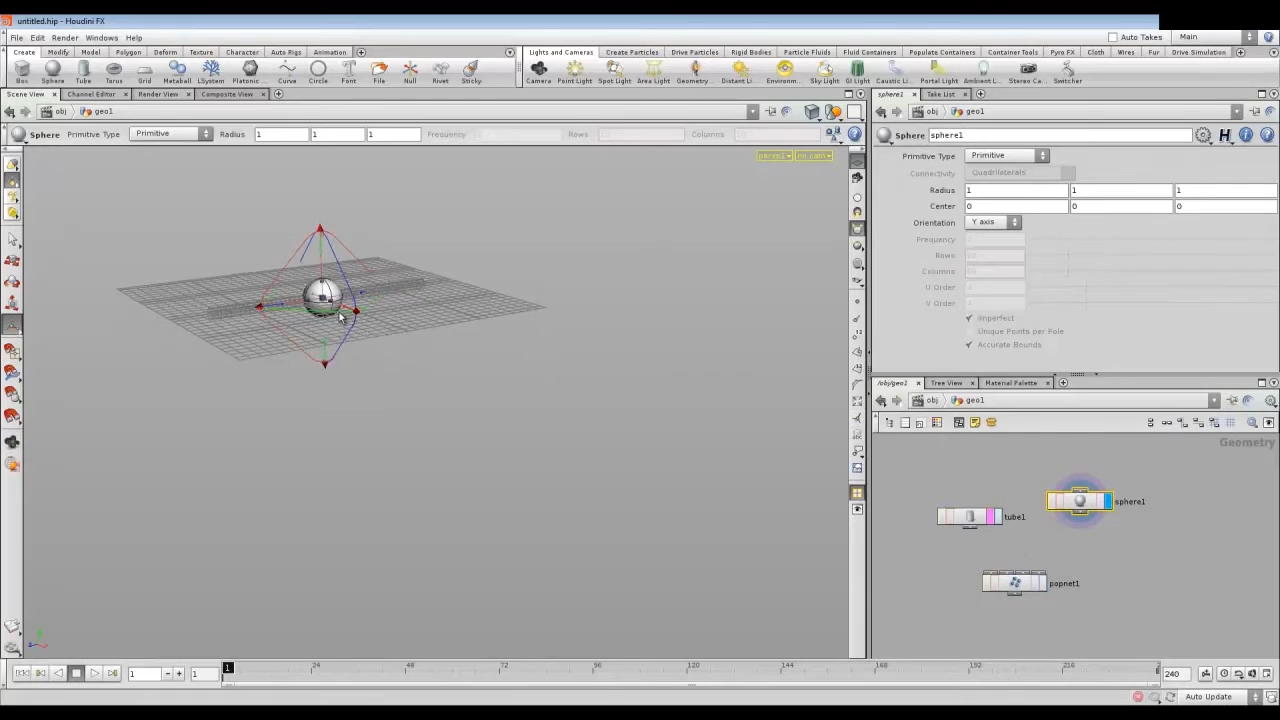 untitled.hip - Houdini FX
File Edit Render Windows Help
Auto Takes Main
Create Modify Model Polygon Deform Texture Character Auto Rigs Animation
Lights and Cameras Create Particles Drive Particles Rigid Bodies Particle Fluids Fluid Containers Populate Containers Container Tools Pyro FX Cloth Wires Fur Drive Simulation
Box Sphere Tube Torus Grid Metaball LSystem Platonic ... Curve Circle Font File Null Rivet Sticky
Camera Point Light Spot Light Area Light Geometry... Distant Li... Environm... Sky Light GI Light Caustic Li... Portal Light Ambient L... Stereo Ca... Switcher
Scene View Channel Editor Render View Composite View
sphere1 Take List
obj geo1
obj geo1
Sphere Primitive Type Primitive Radius 1 1 1 Frequency Rows Columns
Sphere sphere1
persp1 no cam
Primitive Type Primitive
Connectivity Quadrilaterals
Radius 1 1 1
Center 0 0 0
Orientation Y axis
Frequency
Rows
Columns
U Order
V Order
Imperfect
Unique Points per Pole
Accurate Bounds
/obj/geo1 Tree View Material Palette
obj geo1
Geometry
sphere1
tube1
popnet1
1 1 1 24 48 72 96 120 144 168 192 216 2 240
Auto Update